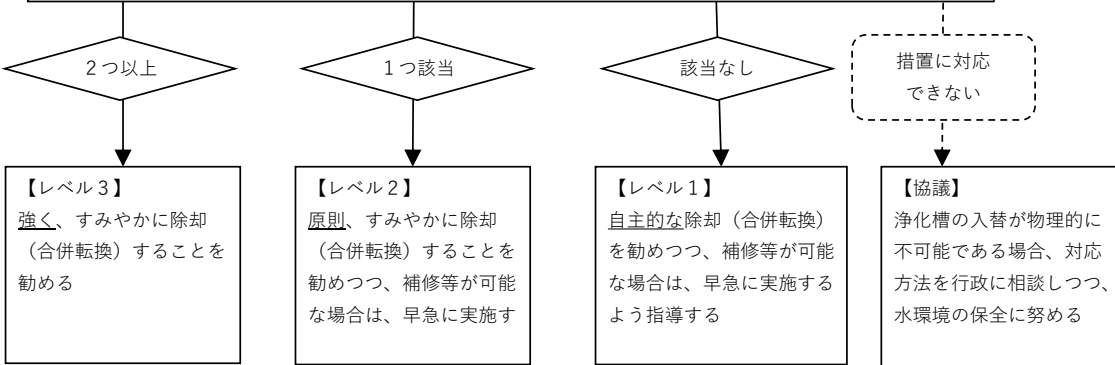 ２つ以上
１つ該当
該当なし
措置に対応
できない
【レベル３】
強く、すみやかに除却
（合併転換）することを
勧める
【レベル２】
原則、すみやかに除却
（合併転換）することを
勧めつつ、補修等が可能
な場合は、早急に実施す
【レベル１】
自主的な除却（合併転換）
を勧めつつ、補修等が可能
な場合は、早急に実施する
よう指導する
【協議】
浄化槽の入替が物理的に
不可能である場合、対応
方法を行政に相談しつつ、
水環境の保全に努める